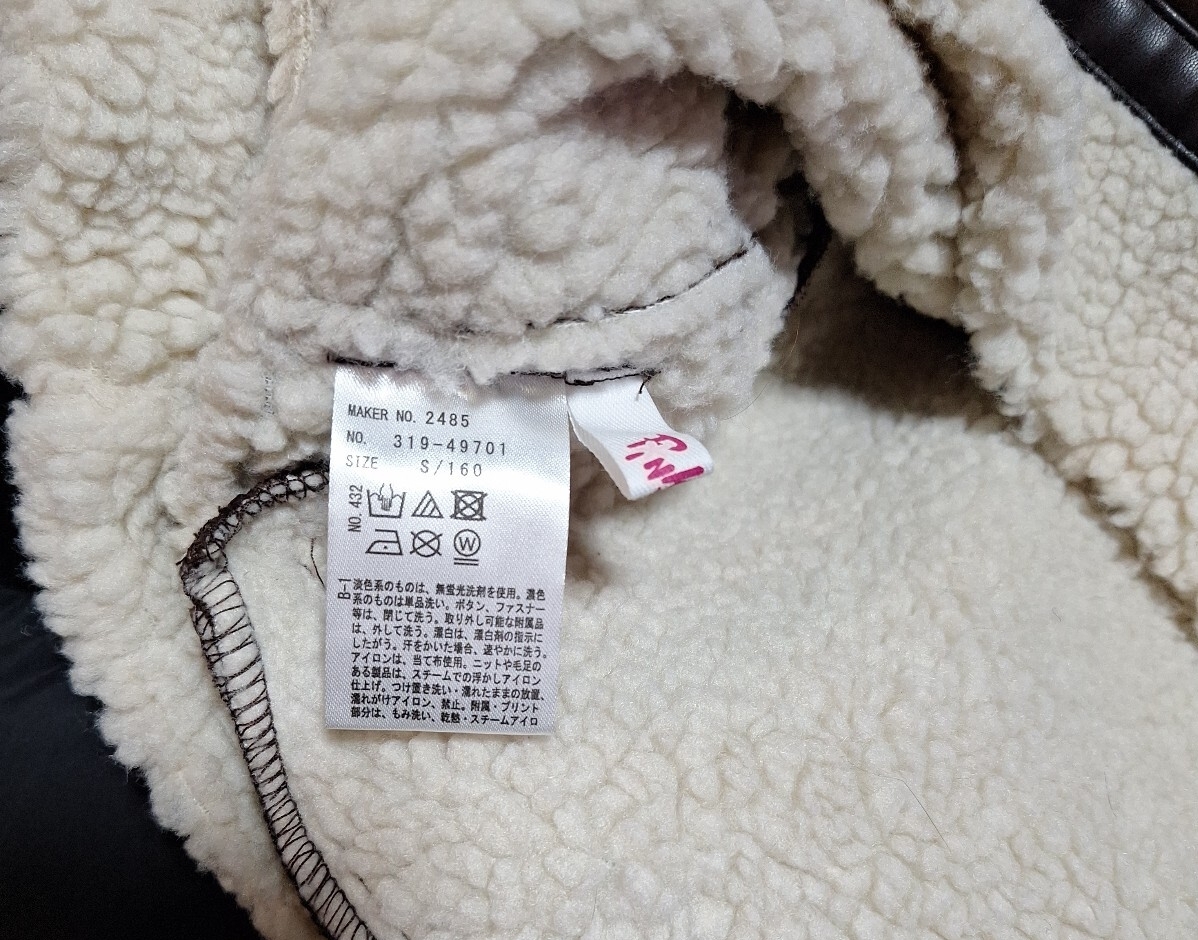 MAKER NO. 2485
NO. 319-49701
SIZE S/160
NO. 432
W
B-1
淡色系のものは、無蛍光洗剤を使用。濃色
系のものは単品洗い。ボタン、ファスナー
等は、閉じて洗う。取り外し可能な附属品
は、外して洗う。漂白は、漂白剤の指示に
したがう。汗をかいた場合、速やかに洗う。
アイロンは、当て布使用。ニットや毛足の
ある製品は、スチームでの浮かしアイロン
仕上げ。つけ置き洗い・濡れたままの放置、
濡れがけアイロン、禁止。附属・プリント
部分は、もみ洗い、乾熱・スチームアイロ